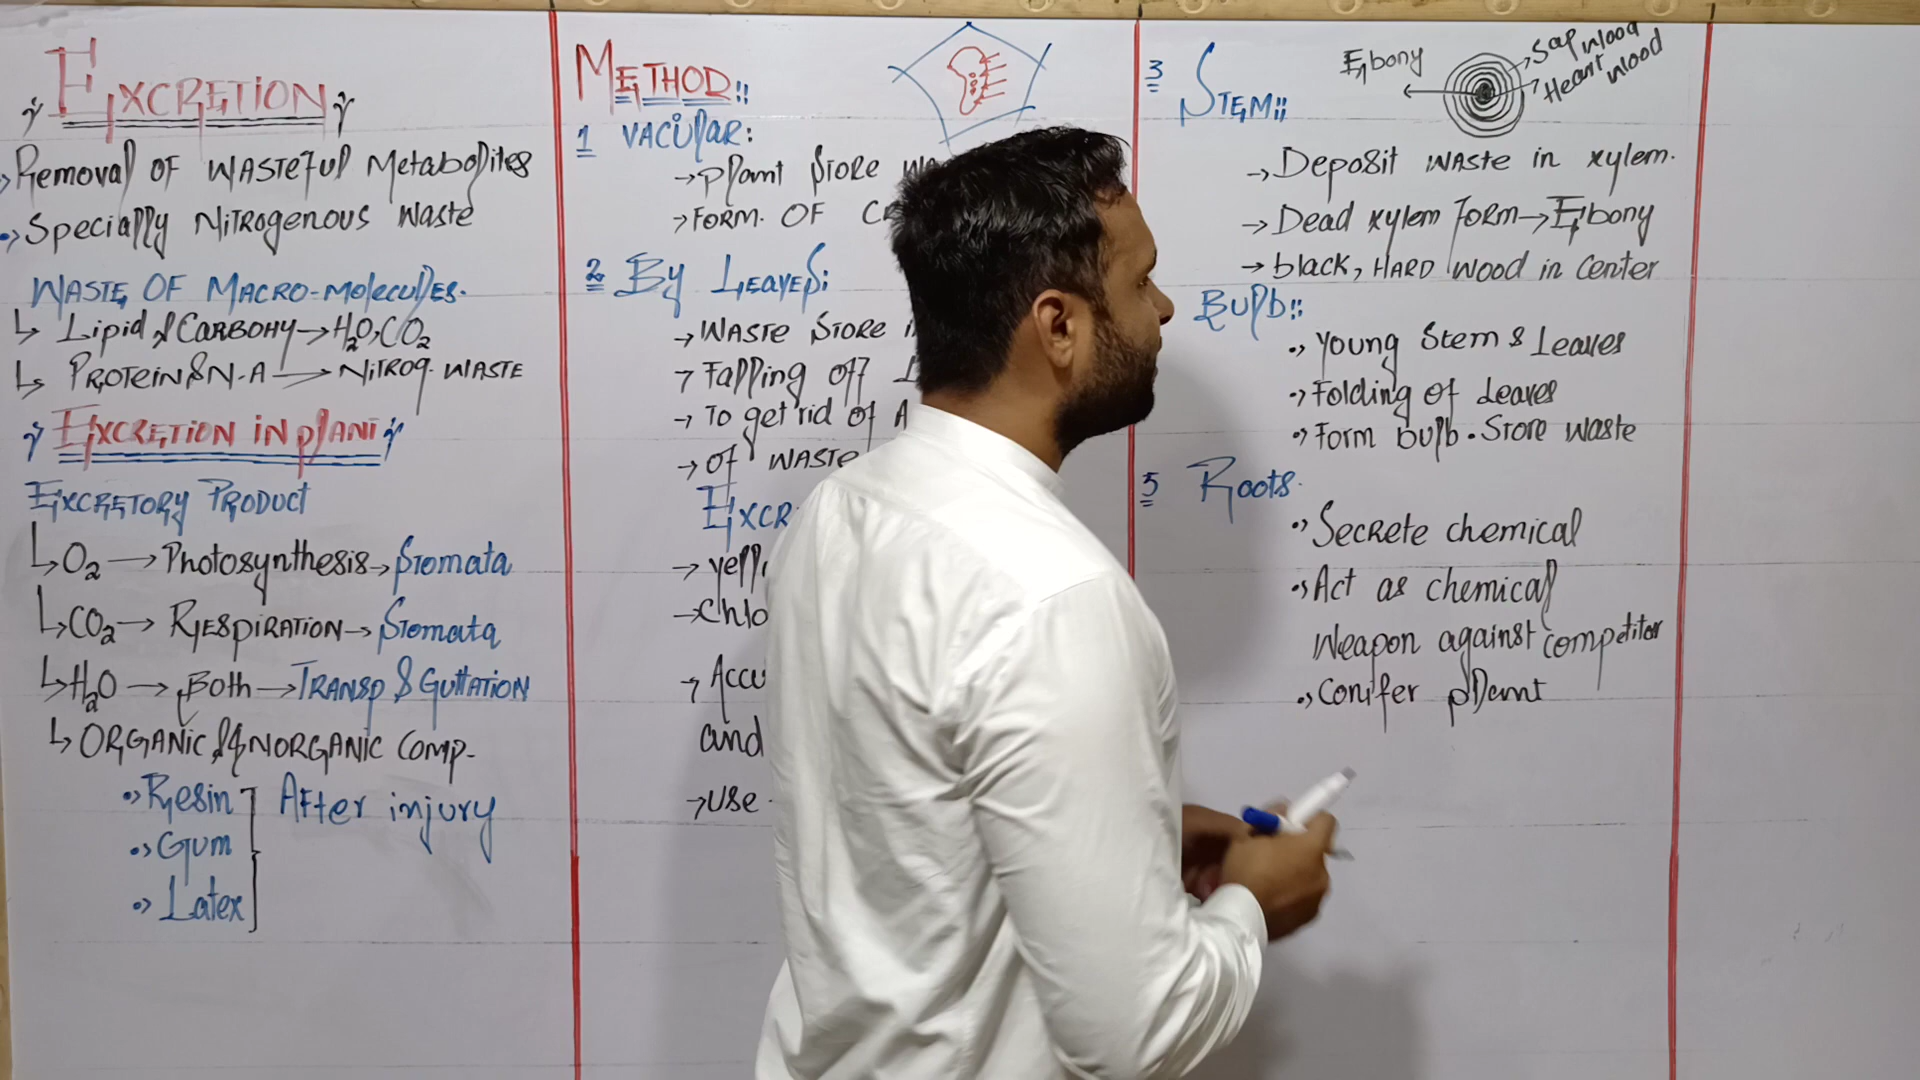 EXCRETION
Removal OF WASTEFUL Metabolites
Specially Nitrogenous Waste
WASTE OF MACRO-MOLECULES.
Lipid & CARBOHY → H2O, CO2
PROTEIN & N-A → NITROG. WASTE
EXCRETION IN PLANT
EXCRETORY PRODUCT
O2 → Photosynthesis → Stomata
CO2 → RESPIRATION → Stomata
H2O → Both → TRANSP & GUTTATION
ORGANIC & INORGANIC COMP-
Resin
Gum
Latex
After injury
METHOD::
1 VACULAR:
→ Plant Store
→ FORM. OF
2 By LEAVES:
→ WASTE STORE
→ Falling off
→ To get rid of
→ of WASTE
EXCR
→ Yell
→ Chlo
→ Accu
and
→ Use
3 STEM::
Ebony
Sap wood
Heart wood
→ Deposit WASTE in xylem.
→ Dead xylem FORM → Ebony
→ black, HARD wood in Center
Bulb::
Young Stem & Leaves
Folding of Leaves
Form bulb. Store waste
5 Roots.
Secrete chemical
Act as chemical
Weapon against competitor
Conifer plant